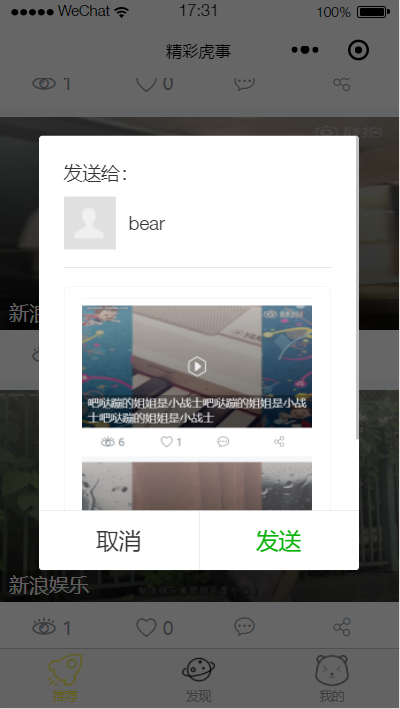 WeChat
17:31
100%
精彩虎事
1
0
发送给：
bear
吧哒蹦的姐姐是小战士吧哒蹦的姐姐是小战
士吧哒蹦的姐姐是小战士
6
1
取消
发送
新浪
新浪娱乐
1
0
推荐
发现
我的